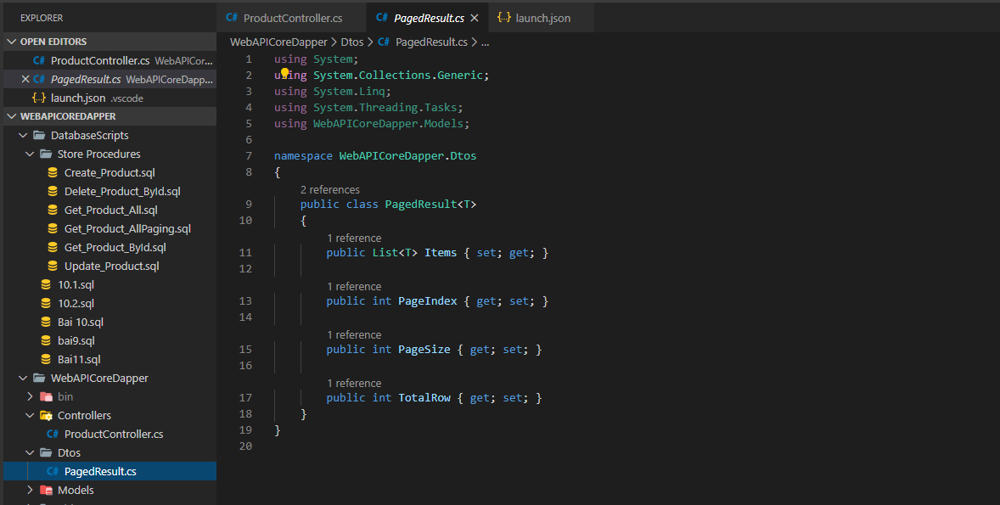 EXPLORER
OPEN EDITORS
C# ProductController.cs WebAPICor...
C# PagedResult.cs WebAPICoreDapp...
{..} launch.json .vscode
WEBAPICOREDAPPER
DatabaseScripts
Store Procedures
Create_Product.sql
Delete_Product_ById.sql
Get_Product_All.sql
Get_Product_AllPaging.sql
Get_Product_ById.sql
Update_Product.sql
10.1.sql
10.2.sql
Bai 10.sql
bai9.sql
Bai11.sql
WebAPICoreDapper
bin
Controllers
C# ProductController.cs
Dtos
C# PagedResult.cs
Models
C# ProductController.cs C# PagedResult.cs {..} launch.json
WebAPICoreDapper > Dtos > C# PagedResult.cs > ...
1 using System;
2 using System.Collections.Generic;
3 using System.Linq;
4 using System.Threading.Tasks;
5 using WebAPICoreDapper.Models;
6
7 namespace WebAPICoreDapper.Dtos
8 {
2 references
9 public class PagedResult<T>
10 {
1 reference
11 public List<T> Items { set; get; }
12
1 reference
13 public int PageIndex { get; set; }
14
1 reference
15 public int PageSize { get; set; }
16
1 reference
17 public int TotalRow { get; set; }
18 }
19 }
20